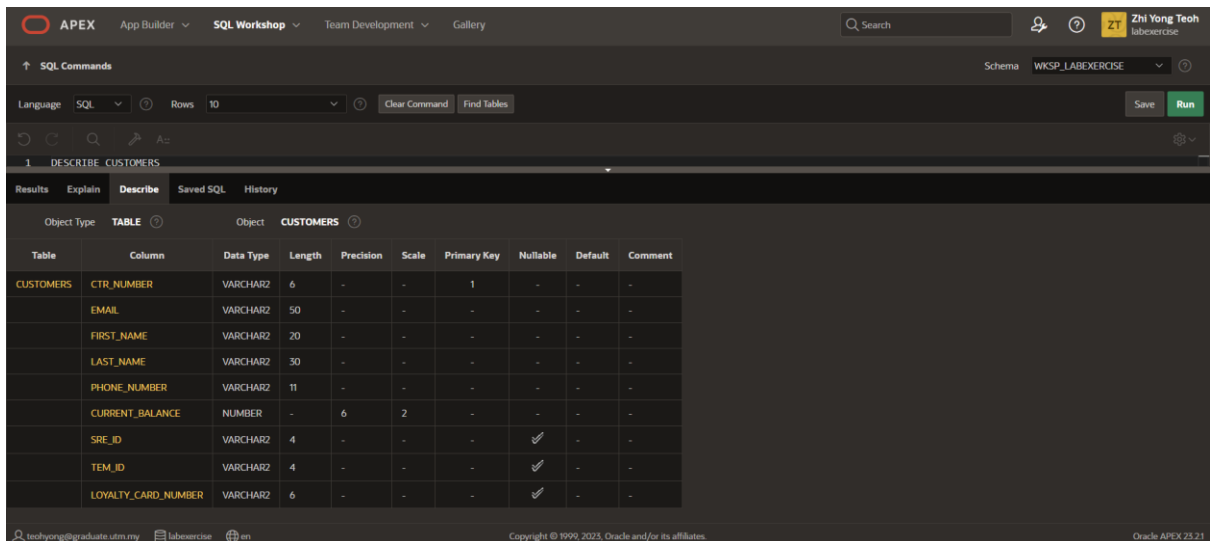 APEX App Builder SQL Workshop Team Development Gallery Search ZT Zhi Yong Teoh
labexercise
SQL Commands Schema WKSP_LABEXERCISE
Language SQL Rows 10 Clear Command Find Tables Save Run
1 DESCRIBE CUSTOMERS
Results Explain Describe Saved SQL History
Object Type TABLE Object CUSTOMERS
Table Column Data Type Length Precision Scale Primary Key Nullable Default Comment
CUSTOMERS CTR_NUMBER VARCHAR2 6 - - 1 - - -
EMAIL VARCHAR2 50 - - - - - -
FIRST_NAME VARCHAR2 20 - - - - - -
LAST_NAME VARCHAR2 30 - - - - - -
PHONE_NUMBER VARCHAR2 11 - - - - - -
CURRENT_BALANCE NUMBER - 6 2 - - - -
SRE_ID VARCHAR2 4 - - - - -
TEM_ID VARCHAR2 4 - - - - -
LOYALTY_CARD_NUMBER VARCHAR2 6 - - - - -
teohyong@graduate.utm.my labexercise en Copyright © 1999, 2023, Oracle and/or its affiliates. Oracle APEX 23.2.1